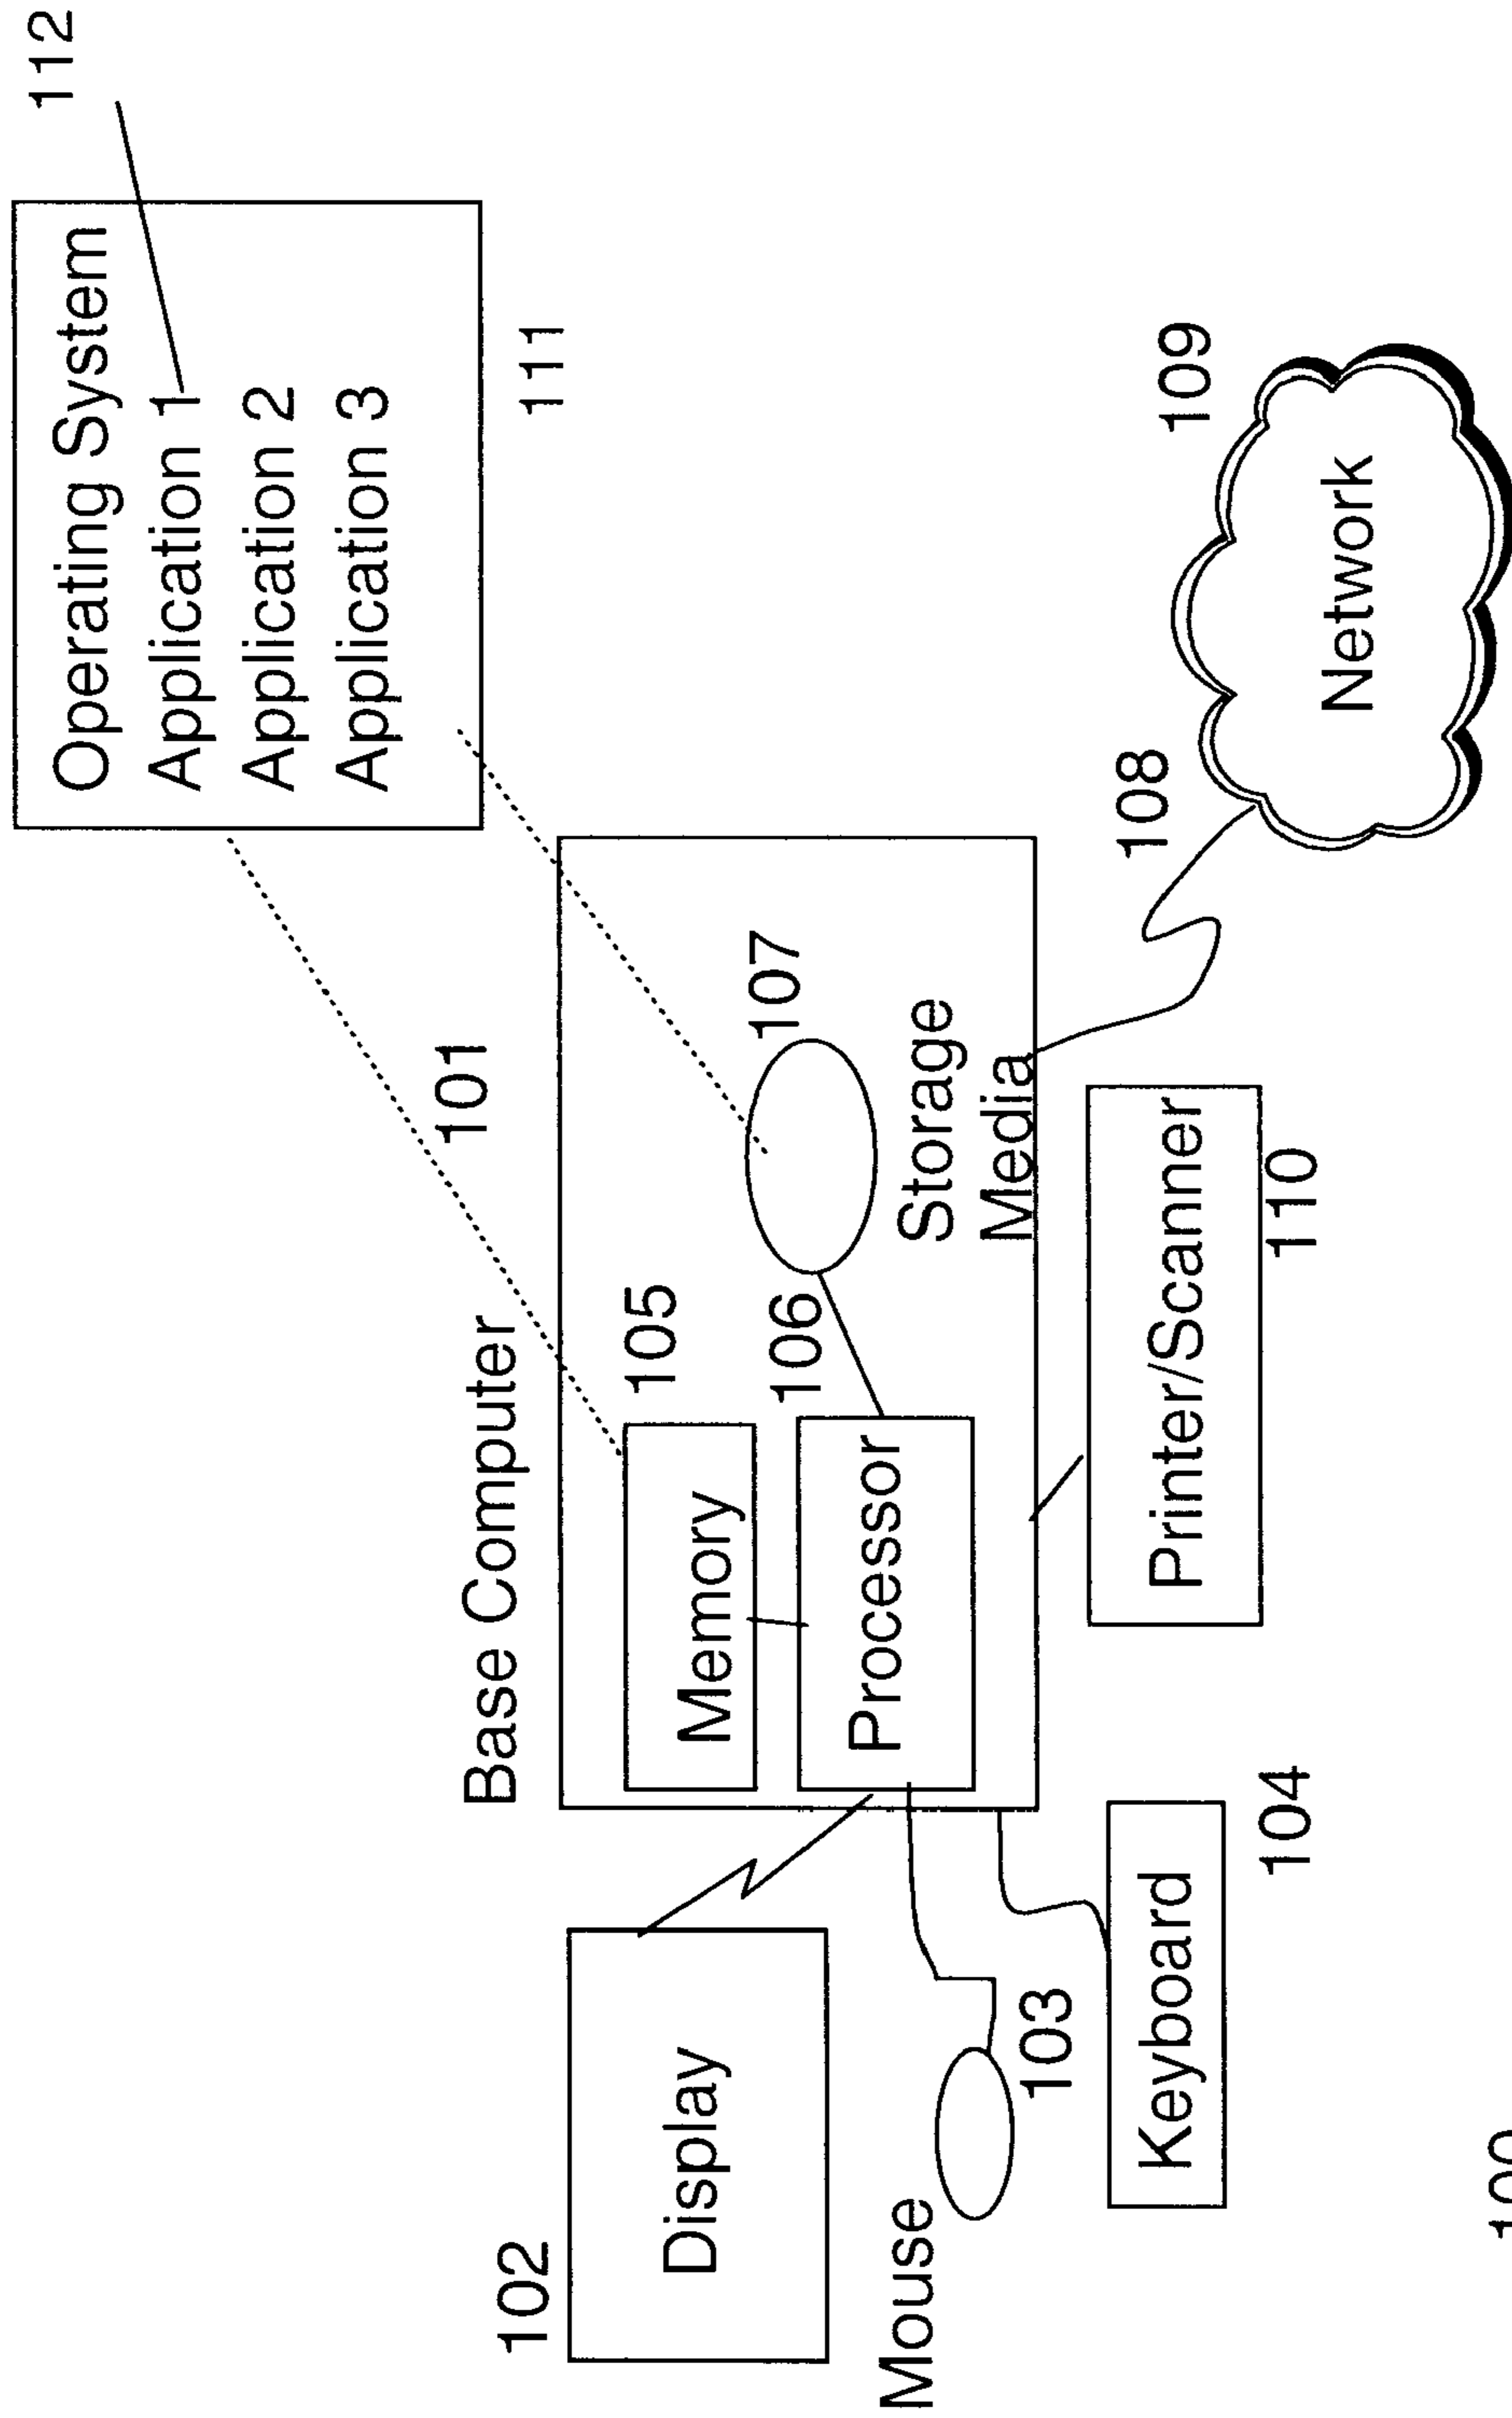 112
Operating System
Application 1
Application 2
Application 3
111
101
Base Computer
102
Display
Memory
105
Processor
106
107
Storage
Media
Mouse
103
Keyboard
104
Printer/Scanner
110
108
109
Network
100